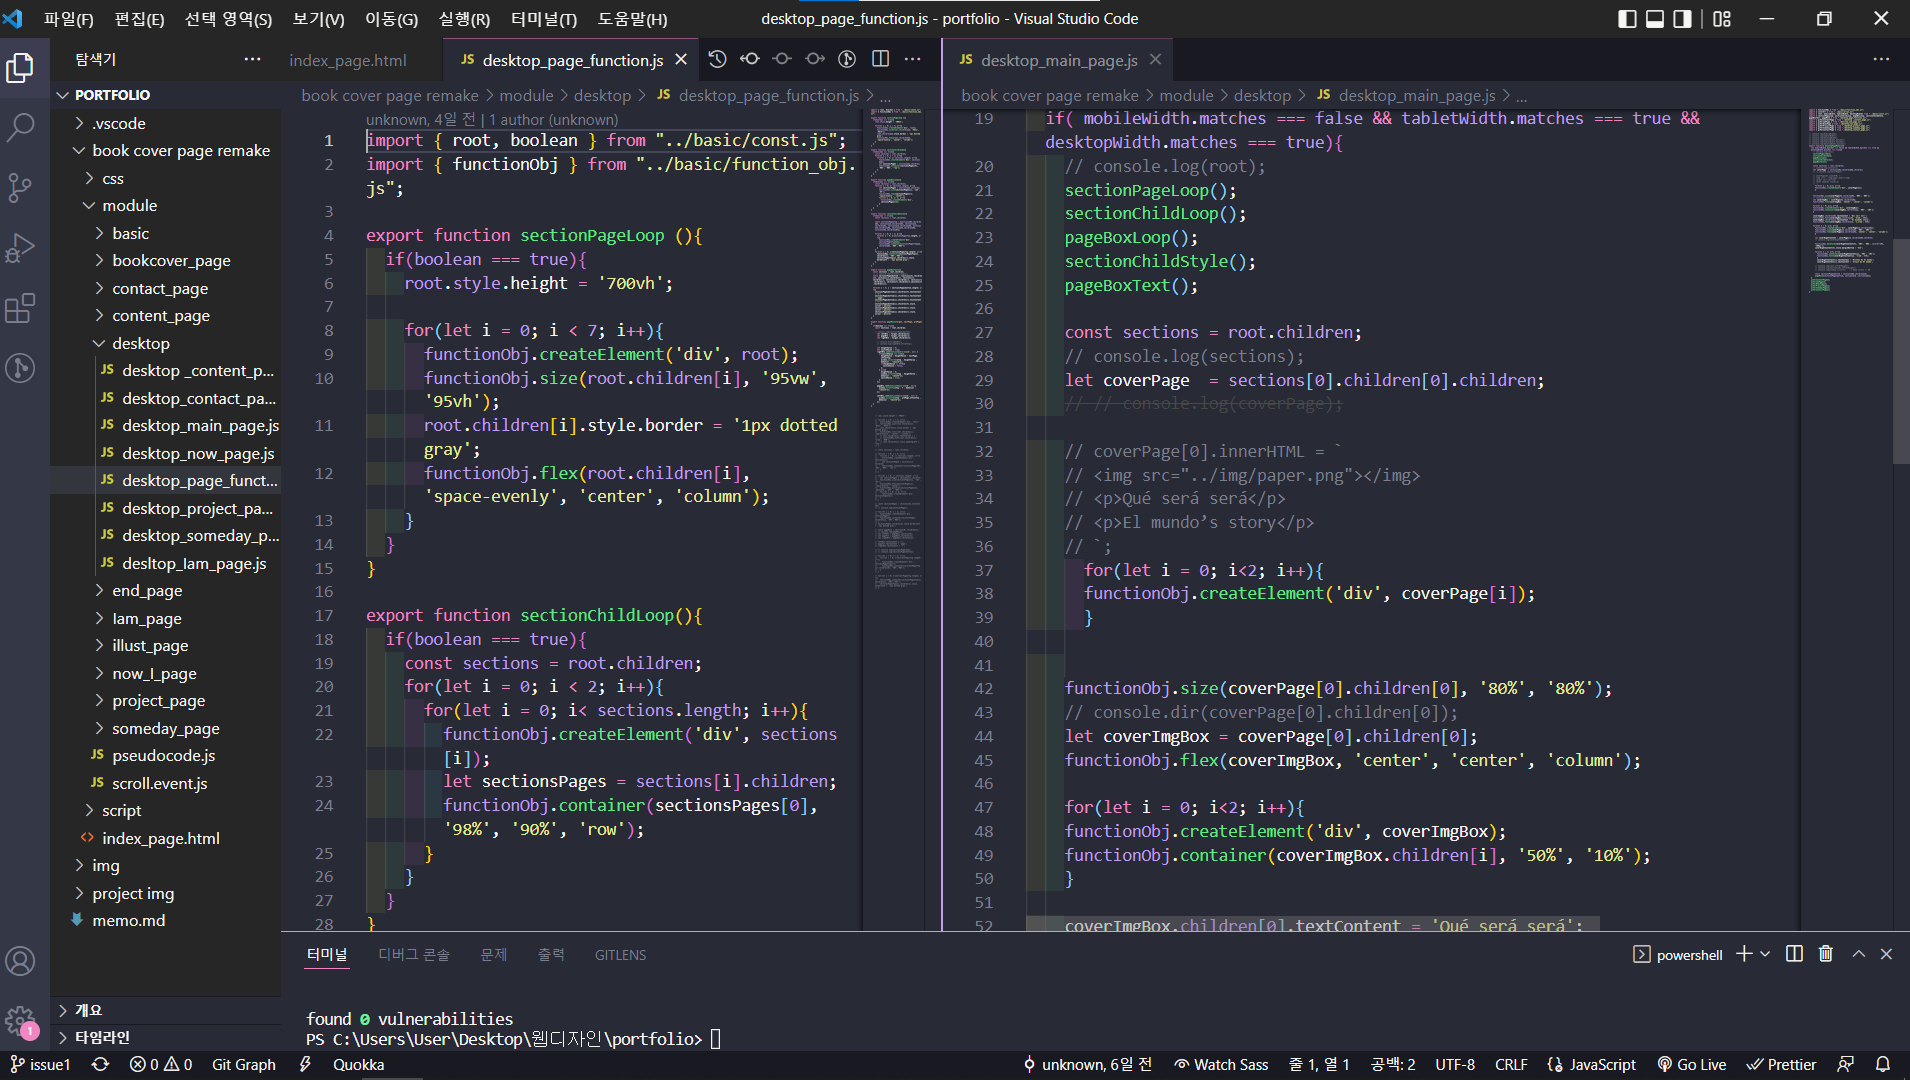 파일(F) 편집(E) 선택 영역(S) 보기(V) 이동(G) 실행(R) 터미널(T) 도움말(H)
desktop_page_function.js - portfolio - Visual Studio Code
탐색기
PORTFOLIO
.vscode
book cover page remake
css
module
basic
bookcover_page
contact_page
content_page
desktop
JS desktop _content_p...
JS desktop_contact_pa...
JS desktop_main_page.js
JS desktop_now_page.js
JS desktop_page_funct...
JS desktop_project_pa...
JS desktop_someday_p...
JS desltop_Iam_page.js
end_page
Iam_page
illust_page
now_I_page
project_page
someday_page
JS pseudocode.js
JS scroll.event.js
script
<> index_page.html
img
project img
memo.md
개요
타임라인
index_page.html
JS desktop_page_function.js
book cover page remake > module > desktop > JS desktop_page_function.js > ...
unknown, 4일 전 | 1 author (unknown)
1 import { root, boolean } from "../basic/const.js";
2 import { functionObj } from "../basic/function_obj.
js";
3
4 export function sectionPageLoop (){
5 if(boolean === true){
6 root.style.height = '700vh';
7
8 for(let i = 0; i < 7; i++){
9 functionObj.createElement('div', root);
10 functionObj.size(root.children[i], '95vw',
'95vh');
11 root.children[i].style.border = '1px dotted
gray';
12 functionObj.flex(root.children[i],
'space-evenly', 'center', 'column');
13 }
14 }
15 }
16
17 export function sectionChildLoop(){
18 if(boolean === true){
19 const sections = root.children;
20 for(let i = 0; i < 2; i++){
21 for(let i = 0; i< sections.length; i++){
22 functionObj.createElement('div', sections
[i]);
23 let sectionsPages = sections[i].children;
24 functionObj.container(sectionsPages[0],
'98%', '90%', 'row');
25 }
26 }
27 }
28 }
JS desktop_main_page.js
book cover page remake > module > desktop > JS desktop_main_page.js > ...
19 if( mobileWidth.matches === false && tabletWidth.matches === true &&
desktopWidth.matches === true){
20 // console.log(root);
21 sectionPageLoop();
22 sectionChildLoop();
23 pageBoxLoop();
24 sectionChildStyle();
25 pageBoxText();
26
27 const sections = root.children;
28 // console.log(sections);
29 let coverPage  = sections[0].children[0].children;
30 // // console.log(coverPage);
31
32 // coverPage[0].innerHTML = `
33 // <img src="../img/paper.png"></img>
34 // <p>Qué será será</p>
35 // <p>El mundo’s story</p>
36 // `;
37 for(let i = 0; i<2; i++){
38 functionObj.createElement('div', coverPage[i]);
39 }
40
41
42 functionObj.size(coverPage[0].children[0], '80%', '80%');
43 // console.dir(coverPage[0].children[0]);
44 let coverImgBox = coverPage[0].children[0];
45 functionObj.flex(coverImgBox, 'center', 'center', 'column');
46
47 for(let i = 0; i<2; i++){
48 functionObj.createElement('div', coverImgBox);
49 functionObj.container(coverImgBox.children[i], '50%', '10%');
50 }
51
52 coverImgBox.children[0].textContent = 'Qué será será';
터미널 디버그 콘솔 문제 출력 GITLENS
powershell
found 0 vulnerabilities
PS C:\Users\User\Desktop\웹디자인\portfolio>
1
issue1 0 0 Git Graph Quokka
unknown, 6일 전 Watch Sass 줄 1, 열 1 공백: 2 UTF-8 CRLF JavaScript Go Live Prettier